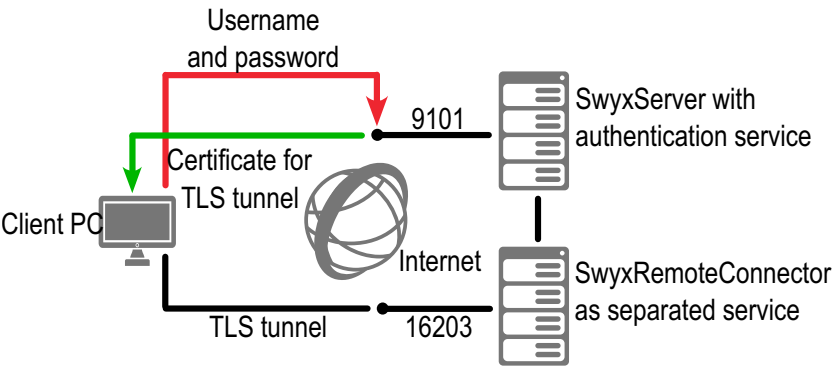 Username
and password
9101
SwyxServer with
authentication service
Certificate for
TLS tunnel
Client PC
Internet
SwyxRemoteConnector
as separated service
TLS tunnel
16203